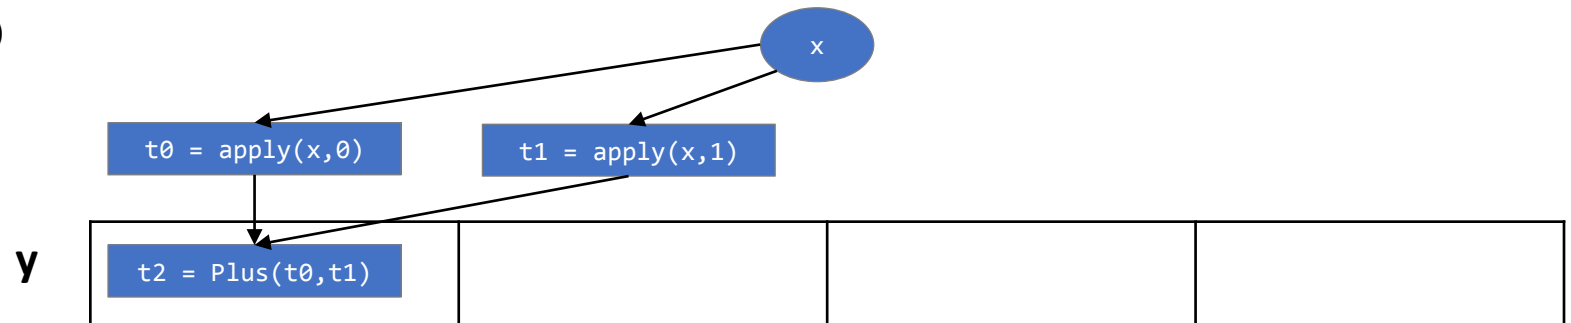 )
x
t0 = apply(x,0)
t1 = apply(x,1)
y
t2 = Plus(t0,t1)